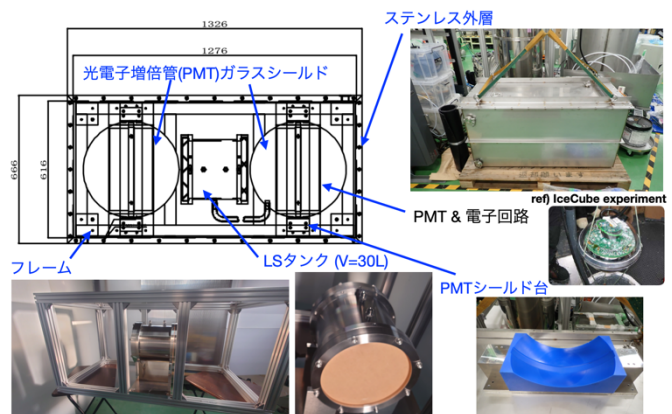 1326
ステンレス外層
1276
光電子増倍管(PMT)ガラスシールド
666
616
ref) IceCube experiment
PMT & 電子回路
フレーム
LSタンク (V=30L)
PMTシールド台